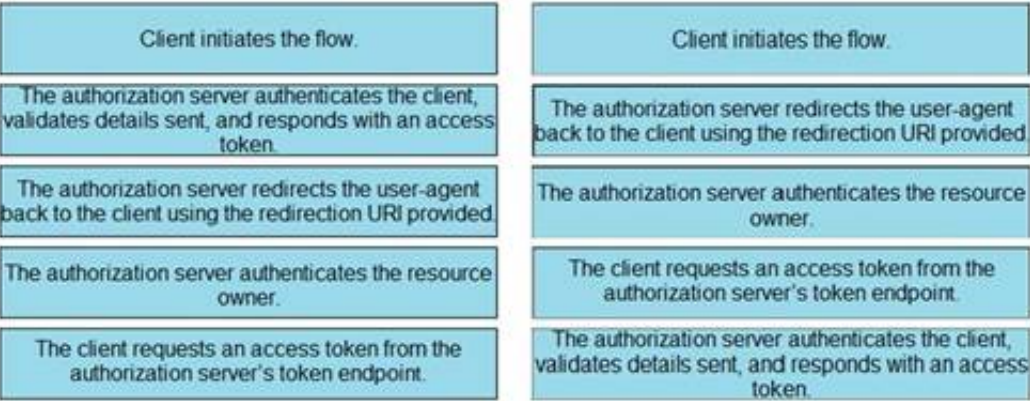 Client initiates the flow.
The authorization server authenticates the client,
validates details sent, and responds with an access
token.
The authorization server redirects the user-agent
back to the client using the redirection URI provided.
The authorization server authenticates the resource
owner.
The client requests an access token from the
authorization server's token endpoint.
Client initiates the flow.
The authorization server redirects the user-agent
back to the client using the redirection URI provided.
The authorization server authenticates the resource
owner.
The client requests an access token from the
authorization server's token endpoint.
The authorization server authenticates the client,
validates details sent, and responds with an access
token.